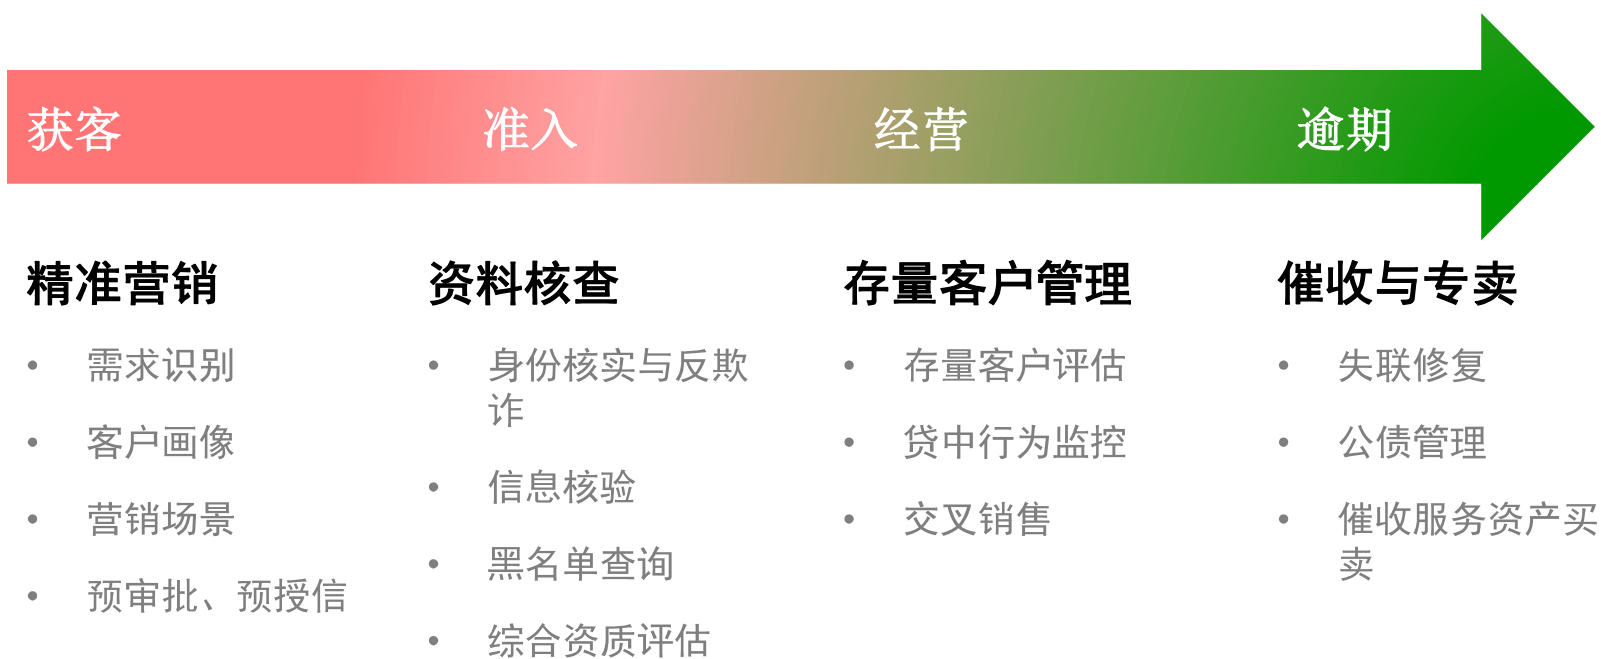 获客 准入 经营 逾期
精准营销
• 需求识别
• 客户画像
• 营销场景
• 预审批、预授信
资料核查
• 身份核实与反欺
诈
• 信息核验
• 黑名单查询
• 综合资质评估
存量客户管理
• 存量客户评估
• 贷中行为监控
• 交叉销售
催收与专卖
• 失联修复
• 公债管理
• 催收服务资产买
卖